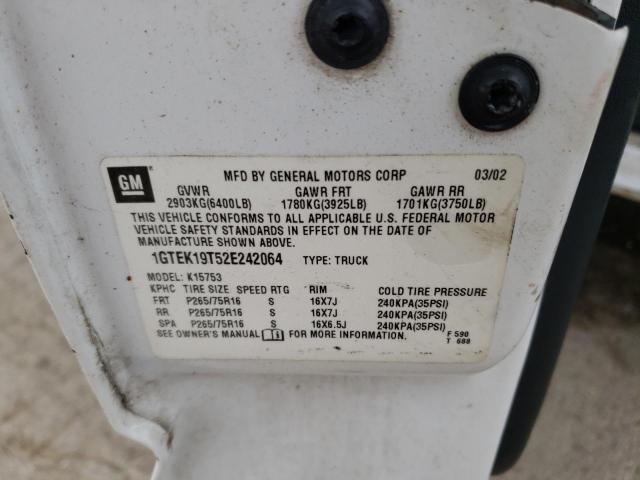 GM
MFD BY GENERAL MOTORS CORP 03/02
GVWR GAWR FRT GAWR RR
2903KG(6400LB) 1780KG(3925LB) 1701KG(3750LB)
THIS VEHICLE CONFORMS TO ALL APPLICABLE U.S. FEDERAL MOTOR
VEHICLE SAFETY STANDARDS IN EFFECT ON THE DATE OF
MANUFACTURE SHOWN ABOVE.
1GTEK19T52E242064 TYPE: TRUCK
MODEL: K15753
KPHC TIRE SIZE SPEED RTG RIM COLD TIRE PRESSURE
FRT P265/75R16 S 16X7J 240KPA(35PSI)
RR P265/75R16 S 16X7J 240KPA(35PSI)
SPA P265/75R16 S 16X6.5J 240KPA(35PSI)
SEE OWNER'S MANUAL FOR MORE INFORMATION. F 590
T 688